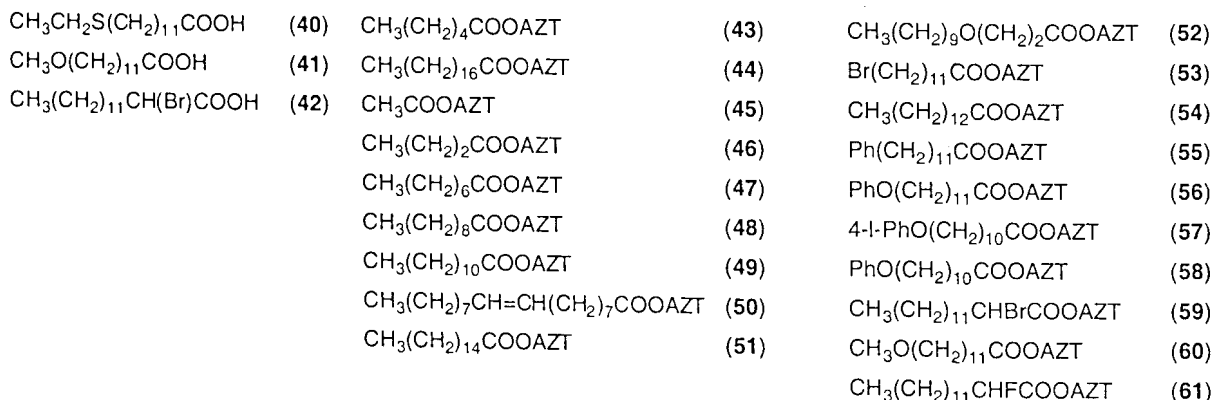 CH₃CH₂S(CH₂)₁₁COOH (40)
CH₃O(CH₂)₁₁COOH (41)
CH₃(CH₂)₁₁CH(Br)COOH (42)
CH₃(CH₂)₄COOAZT (43)
CH₃(CH₂)₁₆COOAZT (44)
CH₃COOAZT (45)
CH₃(CH₂)₂COOAZT (46)
CH₃(CH₂)₆COOAZT (47)
CH₃(CH₂)₈COOAZT (48)
CH₃(CH₂)₁₀COOAZT (49)
CH₃(CH₂)₇CH=CH(CH₂)₇COOAZT (50)
CH₃(CH₂)₁₄COOAZT (51)
CH₃(CH₂)₉O(CH₂)₂COOAZT (52)
Br(CH₂)₁₁COOAZT (53)
CH₃(CH₂)₁₂COOAZT (54)
Ph(CH₂)₁₁COOAZT (55)
PhO(CH₂)₁₁COOAZT (56)
4-I-PhO(CH₂)₁₀COOAZT (57)
PhO(CH₂)₁₀COOAZT (58)
CH₃(CH₂)₁₁CHBrCOOAZT (59)
CH₃O(CH₂)₁₁COOAZT (60)
CH₃(CH₂)₁₁CHFCOOAZT (61)